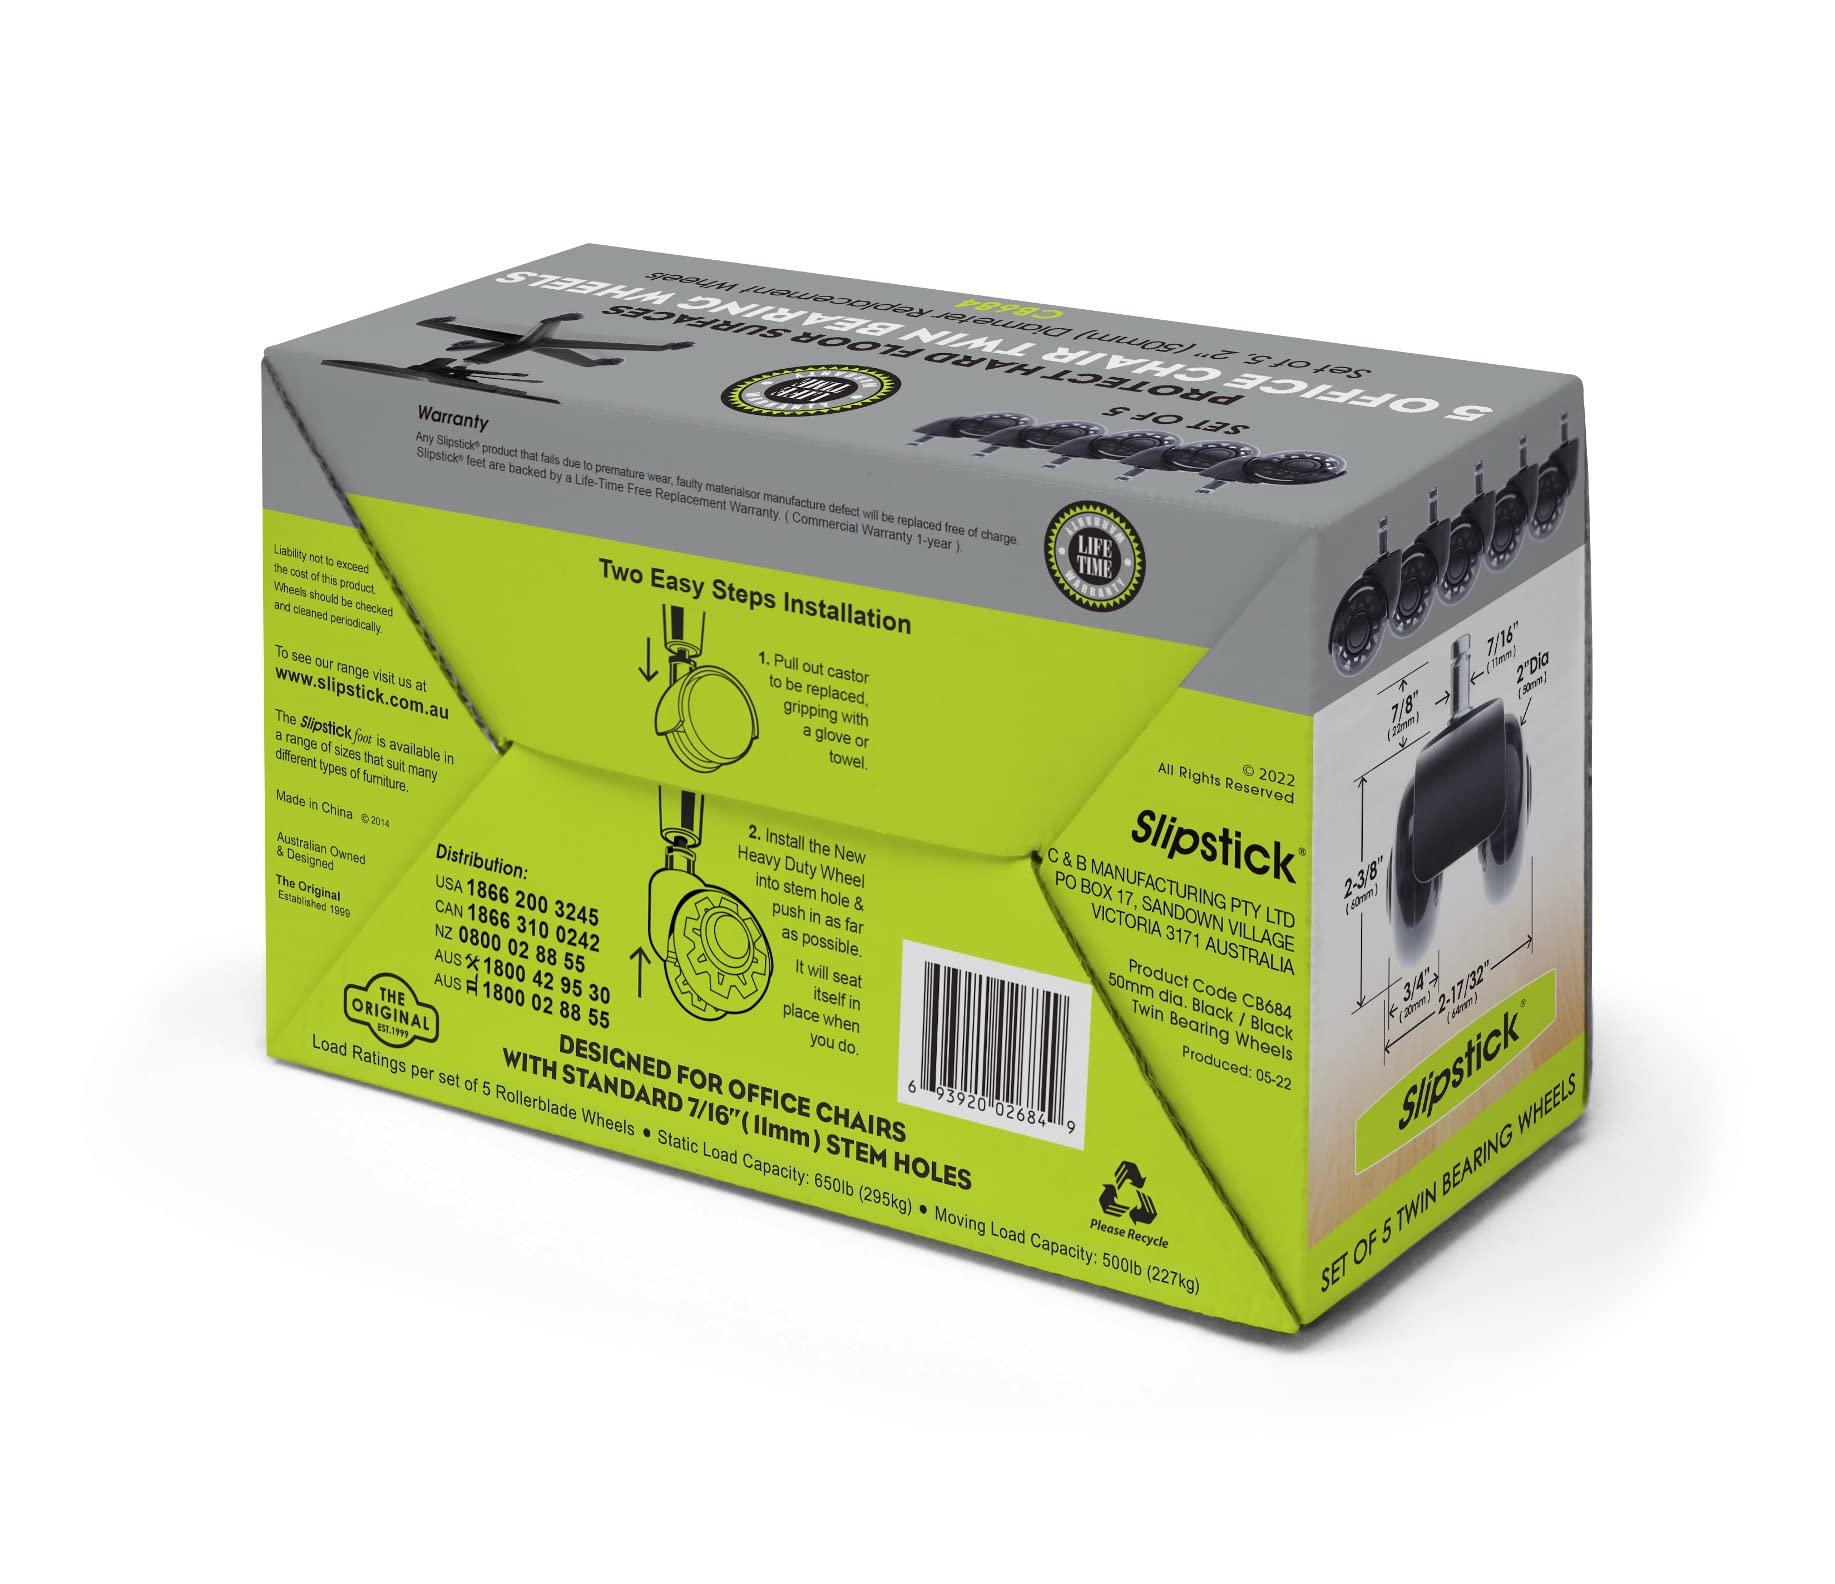 CB684
Set of 5, 2" (50mm) Diameter Replacement Wheels
5 OFFICE CHAIR TWIN BEARING WHEELS
PROTECT HARD FLOOR SURFACES
SET OF 5
WARRANTY
LIFE
TIME
WARRANTY
Warranty
Any Slipstick® product that fails due to premature wear, faulty materialsor manufacture defect will be replaced free of charge.
Slipstick® feet are backed by a Life-Time Free Replacement Warranty. ( Commercial Warranty 1-year ).
WARRANTY
LIFE
TIME
WARRANTY
Liability not to exceed
the cost of this product.
Wheels should be checked
and cleaned periodically.
To see our range visit us at
www.slipstick.com.au
The Slipstick foot is available in
a range of sizes that suit many
different types of furniture.
Made in China © 2014
Australian Owned
& Designed
The Original
Established 1999
Two Easy Steps Installation
1. Pull out castor
to be replaced,
gripping with
a glove or
towel.
2. Install the New
Heavy Duty Wheel
into stem hole &
push in as far
as possible.
It will seat
itself in
place when
you do.
Distribution:
USA 1866 200 3245
CAN 1866 310 0242
NZ 0800 02 88 55
AUS 1800 42 95 30
AUS 1800 02 88 55
THE
ORIGINAL
EST.1999
DESIGNED FOR OFFICE CHAIRS
WITH STANDARD 7/16" ( 11mm ) STEM HOLES
Load Ratings per set of 5 Rollerblade Wheels • Static Load Capacity: 650lb (295kg) • Moving Load Capacity: 500lb (227kg)
© 2022
All Rights Reserved
Slipstick®
C & B MANUFACTURING PTY LTD
PO BOX 17, SANDOWN VILLAGE
VICTORIA 3171 AUSTRALIA
Product Code CB684
50mm dia. Black / Black
Twin Bearing Wheels
Produced: 05-22
6 93920 02684 9
Please Recycle
7/16"
( 11mm )
2"Dia
( 50mm )
7/8"
( 22mm )
2-3/8"
( 60mm )
3/4"
( 20mm )
2-17/32"
( 64mm )
Slipstick®
SET OF 5 TWIN BEARING WHEELS